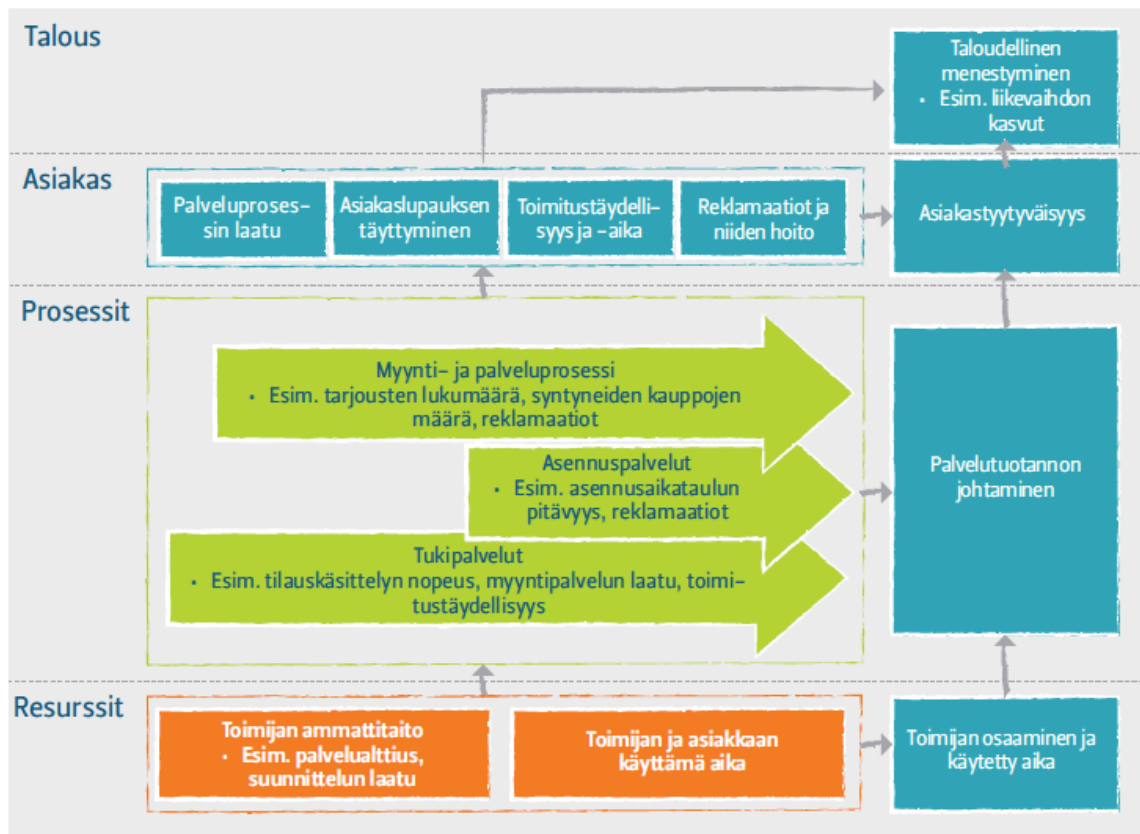 Talous
Taloudellinen
menestyminen
• Esim. liikevaihdon
kasvut
Asiakas
Palveluproses-
sin laatu
Asiakaslupauksen
täyttyminen
Toimitustäydelli-
syys ja -aika
Reklamaatiot ja
niiden hoito
Asiakastyytyväisyys
Prosessit
Myynti- ja palveluprosessi
• Esim. tarjousten lukumäärä, syntyneiden kauppojen
määrä, reklamaatiot
Asennuspalvelut
• Esim. asennusaikataulun
pitävyys, reklamaatiot
Tukipalvelut
• Esim. tilauskäsittelyn nopeus, myyntipalvelun laatu, toimi-
tustäydellisyys
Palvelutuotannon
johtaminen
Resurssit
Toimijan ammattitaito
• Esim. palvelualttius,
suunnittelun laatu
Toimijan ja asiakkaan
käyttämä aika
Toimijan osaaminen ja
käytetty aika